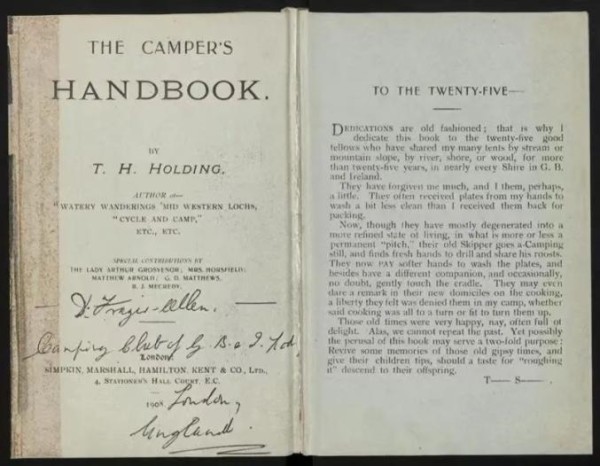 THE CAMPER'S
HANDBOOK.
BY
T. H. HOLDING.
AUTHOR OF—
"WATERY WANDERINGS 'MID WESTERN LOCHS,"
"CYCLE AND CAMP,"
ETC., ETC.
SPECIAL CONTRIBUTIONS BY
THE LADY ARTHUR GROSVENOR; MRS. HORSFIELD;
MATTHEW ARNOLD; G. D. MATTHEWS,
R. J. MECREDY.
D. Frazis-Allen.
Camping Club of G. B. & I.
London:
SIMPKIN, MARSHALL, HAMILTON, KENT & CO., LTD.,
4, STATIONER'S HALL COURT, E.C.
1908.
London,
England.
TO THE TWENTY-FIVE—
DEDICATIONS are old fashioned; that is why I
dedicate this book to the twenty-five good
fellows who have shared my many tents by stream or
mountain slope, by river, shore, or wood, for more
than twenty-five years, in nearly every Shire in G. B.
and Ireland.
They have forgiven me much, and I them, perhaps,
a little. They often received plates from my hands to
wash a bit less clean than I received them back for
packing.
Now, though they have mostly degenerated into a
more refined state of living, in what is more or less a
permanent "pitch," their old Skipper goes a-Camping
still, and finds fresh hands to drill and share his roosts.
They now PAY softer hands to wash the plates, and
besides have a different companion, and occasionally,
no doubt, gently touch the cradle. They may even
dare a remark in their new domiciles on the cooking,
a liberty they felt was denied them in my camp, whether
said cooking was all to a turn or fit to turn them up.
Those old times were very happy, nay, often full of
delight. Alas, we cannot repeat the past. Yet possibly
the perusal of this book may serve a two-fold purpose:
Revive some memories of those old gipsy times, and
give their children tips, should a taste for "roughing
it" descend to their offspring.
T— S— .